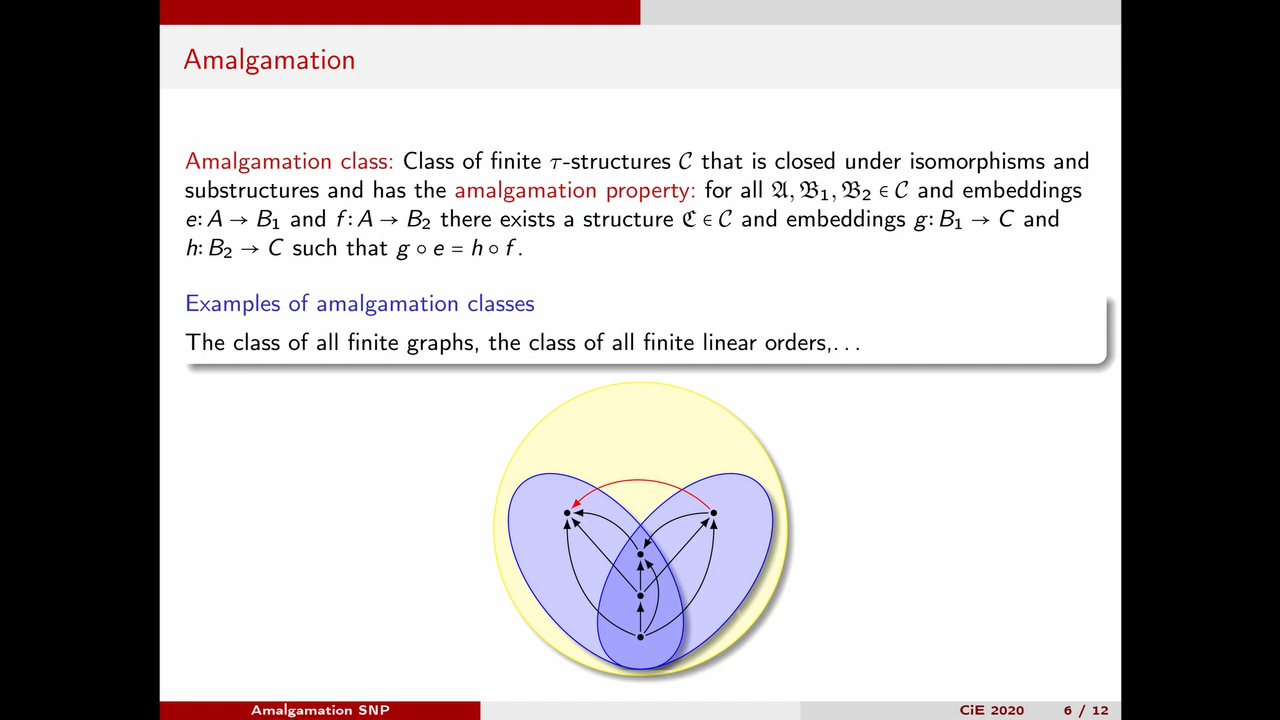 Amalgamation
Amalgamation class: Class of finite τ-structures 𝒞 that is closed under isomorphisms and
substructures and has the amalgamation property: for all 𝔄, 𝔅₁, 𝔅₂ ∈ 𝒞 and embeddings
e: A → B₁ and f: A → B₂ there exists a structure ℭ ∈ 𝒞 and embeddings g: B₁ → C and
h: B₂ → C such that g ∘ e = h ∘ f.
Examples of amalgamation classes
The class of all finite graphs, the class of all finite linear orders,...
Amalgamation SNP
CiE 2020
6 / 12